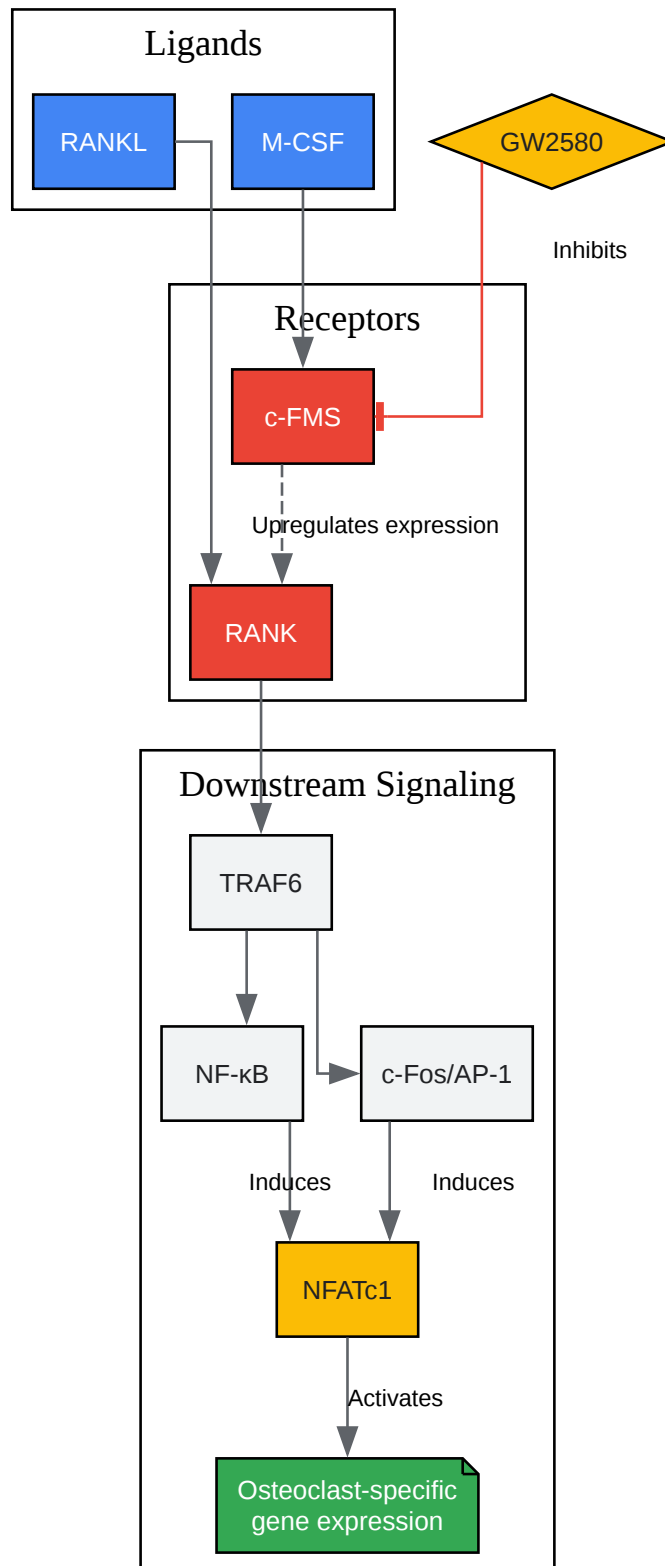 Ligands
RANKL
M-CSF
GW2580
Inhibits
Receptors
c-FMS
Upregulates expression
RANK
Downstream Signaling
TRAF6
NF-κB
c-Fos/AP-1
Induces
Induces
NFATc1
Activates
Osteoclast-specific
gene expression